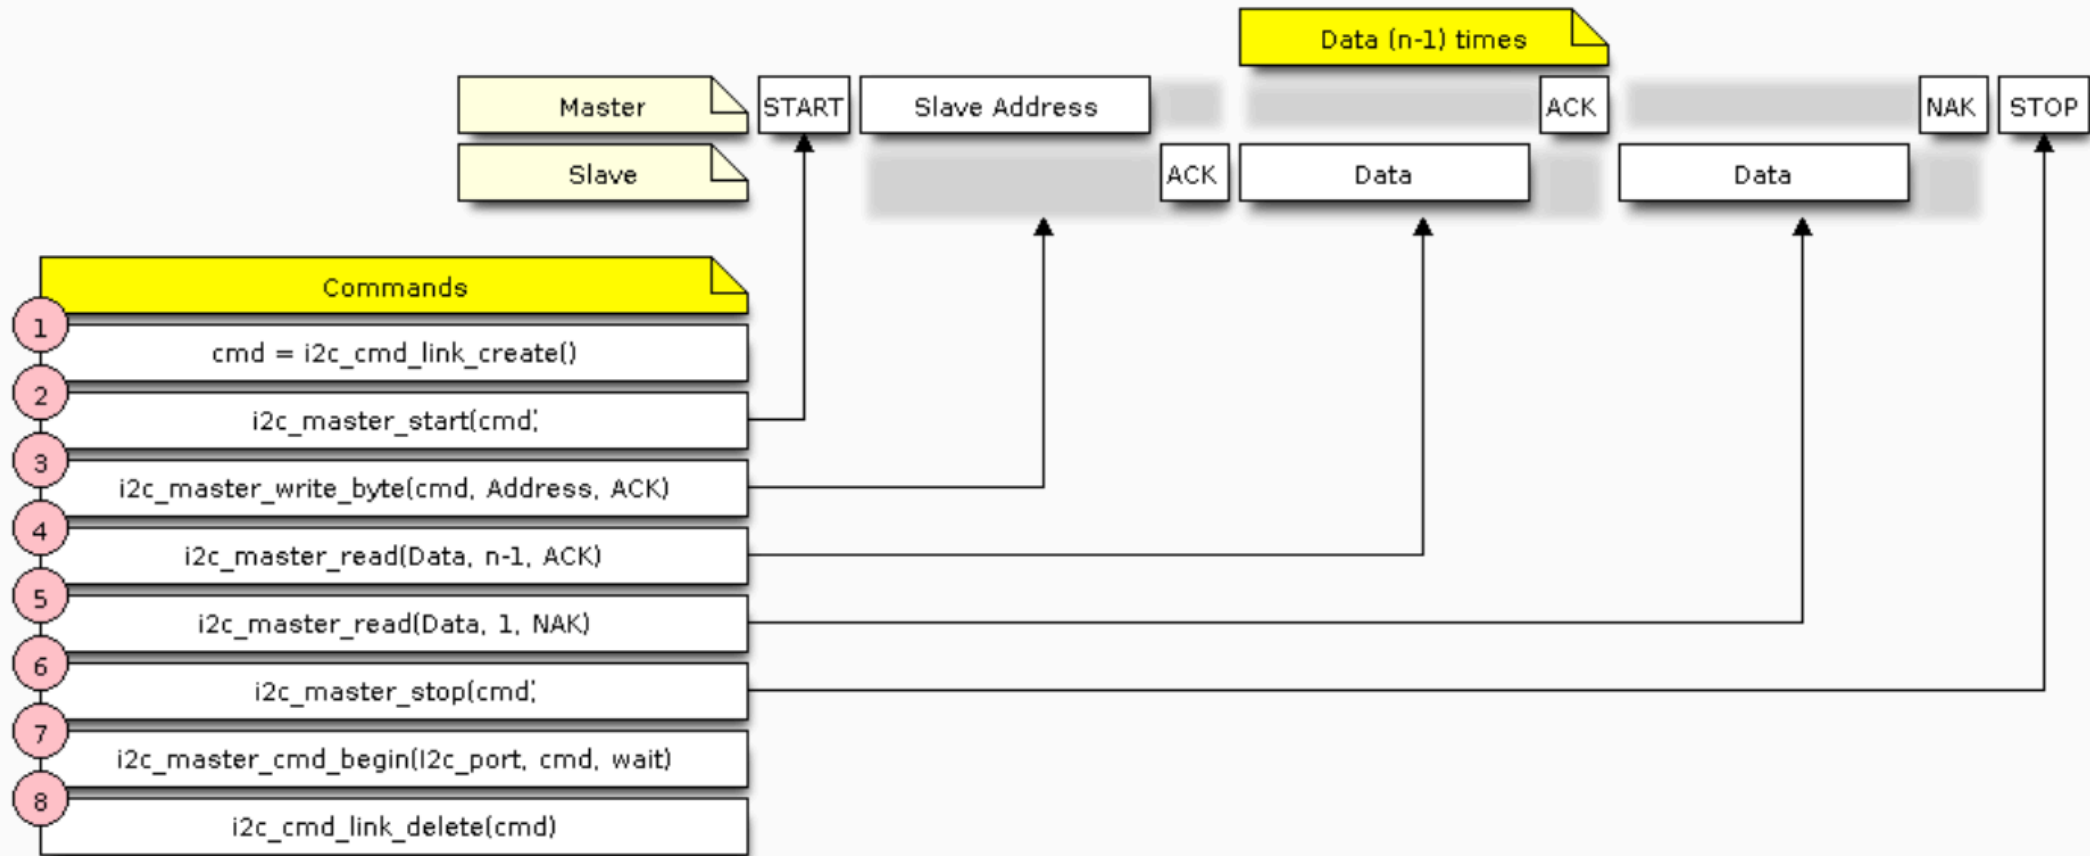 Data (n-1) times
Master START Slave Address ACK NAK STOP
Slave ACK Data Data
Commands
1
cmd = i2c_cmd_link_create()
2
i2c_master_start(cmd)
3
i2c_master_write_byte(cmd, Address, ACK)
4
i2c_master_read(Data, n-1, ACK)
5
i2c_master_read(Data, 1, NAK)
6
i2c_master_stop(cmd)
7
i2c_master_cmd_begin(I2c_port, cmd, wait)
8
i2c_cmd_link_delete(cmd)